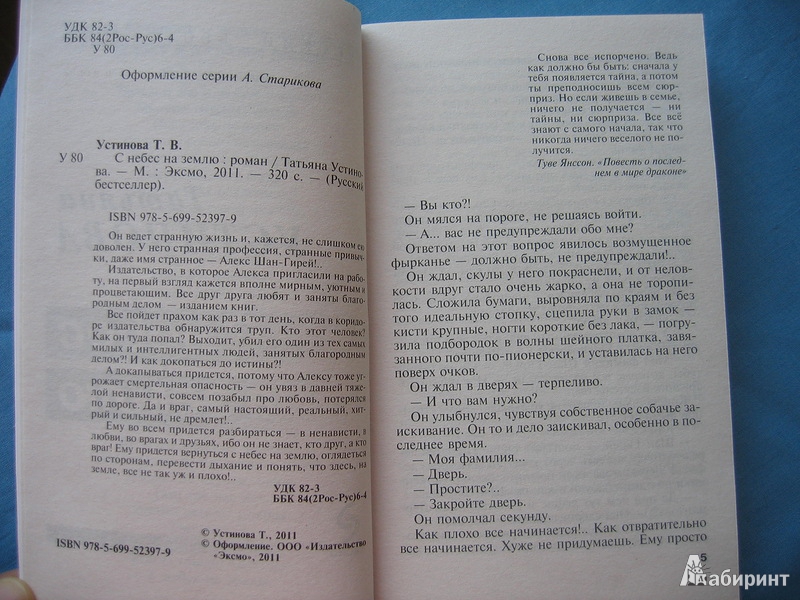 УДК 82-3
ББК 84(2Рос-Рус)6-4
У 80
Оформление серии А. Старикова
Устинова Т. В.
У 80 С небес на землю : роман / Татьяна Устино-
ва. — М. : Эксмо, 2011. — 320 с. — (Русский
бестселлер).
ISBN 978-5-699-52397-9
Он ведет странную жизнь и, кажется, не слишком ею
доволен. У него странная профессия, странные привыч-
ки, даже имя странное — Алекс Шан-Гирей!..
Издательство, в которое Алекса пригласили на рабо-
ту, на первый взгляд кажется вполне мирным, уютным и
процветающим. Все друг друга любят и заняты благо-
родным делом — изданием книг.
Все пойдет прахом как раз в тот день, когда в коридо-
ре издательства обнаружится труп. Кто этот человек?
Как он туда попал? Выходит, убил его один из тех самых
милых и интеллигентных людей, занятых благородным
делом?! И как докопаться до истины?!
А докапываться придется, потому что Алексу тоже уг-
рожает смертельная опасность — он увяз в давней тяже-
лой ненависти, совсем позабыл про любовь, потерялся
по дороге. Да и враг, самый настоящий, реальный, хит-
рый и сильный, не дремлет!..
Ему во всем придется разбираться — в ненависти, в
любви, во врагах и друзьях, ибо он не знает, кто друг, а кто
враг! Ему придется вернуться с небес на землю, оглядеться
по сторонам, перевести дыхание и понять, что здесь, на
земле, все не так уж и плохо!..
УДК 82-3
ББК 84(2Рос-Рус)6-4
© Устинова Т., 2011
© Оформление. ООО «Издательство
«Эксмо», 2011
ISBN 978-5-699-52397-9
Снова все испорчено. Ведь
как должно бы быть: сначала у
тебя появляется тайна, а потом
ты преподносишь всем сюр-
приз. Но если живешь в семье,
ничего не получается — ни
тайны, ни сюрприза. Все всё
знают с самого начала, так что
никогда ничего веселого не по-
лучится.
Туве Янссон. «Повесть о послед-
нем в мире драконе»
— Вы кто?!
Он мялся на пороге, не решаясь войти.
— А... вас не предупреждали обо мне?
Ответом на этот вопрос явилось возмущенное
фырканье — должно быть, не предупреждали!..
Он ждал, скулы у него покраснели, и от нелов-
кости вдруг стало очень жарко, а она не торопи-
лась. Сложила бумаги, выровняла по краям и без
того идеальную стопку, сцепила руки в замок —
кисти крупные, ногти короткие без лака, — погру-
зила подбородок в волны шейного платка, завя-
занного почти по-пионерски, и уставилась на него
поверх очков.
Он ждал в дверях — терпеливо.
— И что вам нужно?
Он улыбнулся, чувствуя собственное собачье за-
искивание. Он то и дело заискивал, особенно в по-
следнее время.
— Моя фамилия...
— Дверь.
— Простите?..
— Закройте дверь.
Он помолчал секунду.
Как плохо все начинается!.. Как отвратительно
все начинается. Хуже не придумаешь. Ему просто
5
Лабиринт